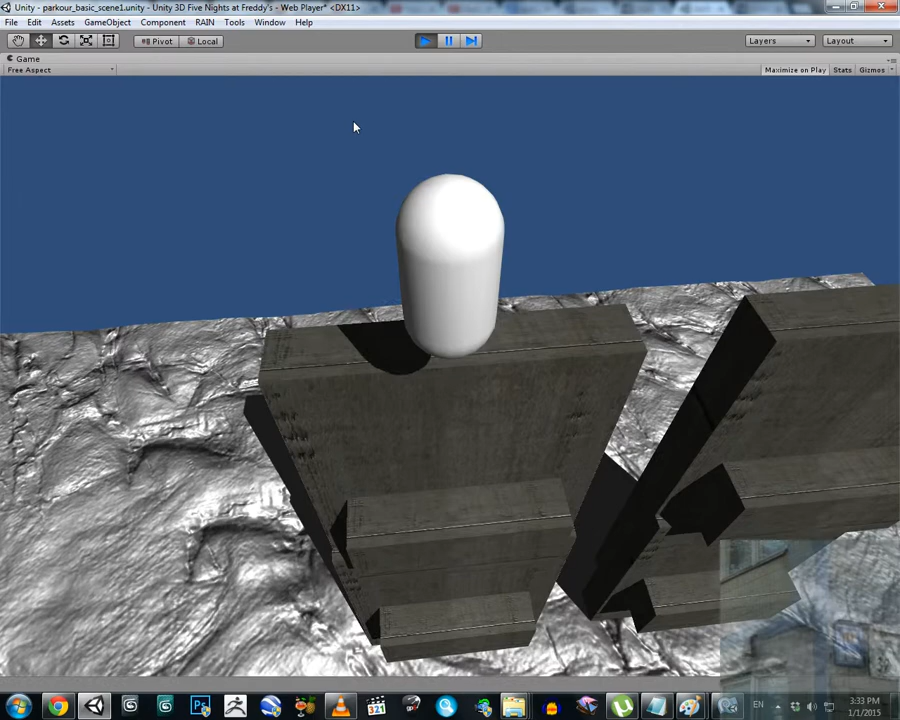 Unity - parkour_basic_scene1.unity - Unity 3D Five Nights at Freddy's - Web Player* <DX11>
File Edit Assets GameObject Component RAIN Tools Window Help
Pivot Local Layers Layout
Game
Free Aspect Maximize on Play Stats Gizmos
321
EN 3:33 PM
1/1/2015